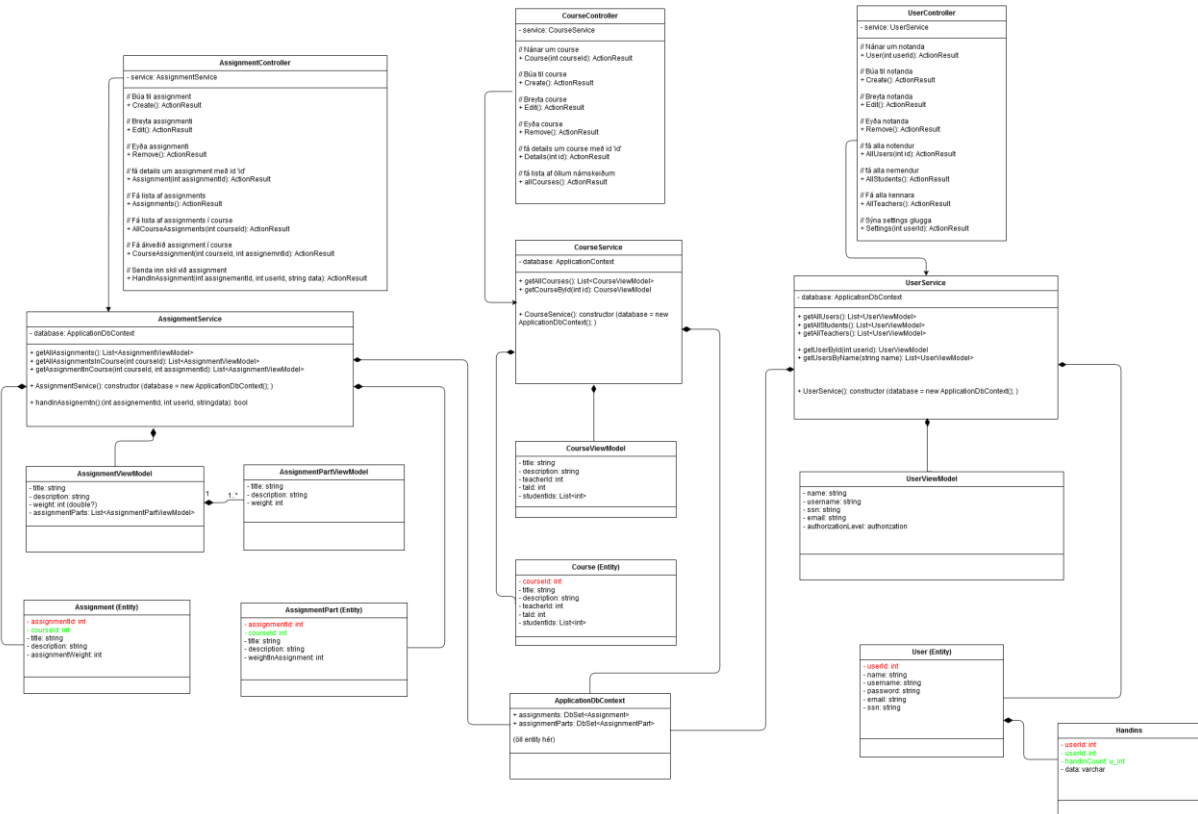 AssignmentController
- service: AssignmentService
// Búa til assignment
+ Create(): ActionResult
// Breyta assignmenti
+ Edit(): ActionResult
// Eyða assignmenti
+ Remove(): ActionResult
// fá details um assignment með id 'id'
+ Assignment(int assignmentId): ActionResult
// Fá lista af assignments
+ Assignments(): ActionResult
// Fá lista af assignments í course
+ AllCourseAssignments(int courseId): ActionResult
// Fá ákveðið assignment í course
+ CourseAssignment(int courseId, int assignemntId): ActionResult
// Senda inn skil við assignment
+ HandInAssignment(int assignementId, int userId, string data): ActionResult
CourseController
- service: CourseService
// Nánar um course
+ Course(int courseId): ActionResult
// Búa til course
+ Create(): ActionResult
// Breyta course
+ Edit(): ActionResult
// Eyða course
+ Remove(): ActionResult
// fá details um course með id 'id'
+ Details(int id): ActionResult
// fá lista af öllum námskeiðum
+ allCourses(): ActionResult
UserController
- service: UserService
// Nánar um notanda
+ User(int userId): ActionResult
// Búa til notanda
+ Create(): ActionResult
// Breyta notanda
+ Edit(): ActionResult
// Eyða notanda
+ Remove(): ActionResult
// fá alla notendur
+ AllUsers(int id): ActionResult
// fá alla nemendur
+ AllStudents(): ActionResult
// Fá alla kennara
+ AllTeachers(): ActionResult
// Sýna settings glugga
+ Settings(int userId): ActionResult
AssignmentService
- database: ApplicationDbContext
+ getAllAssignments(): List<AssignmentViewModel>
+ getAllAssignmentsInCourse(int courseId): List<AssignmentViewModel>
+ getAssignmentInCourse(int courseId, int assignmentId): List<AssignmentViewModel>
+ AssignmentService(): constructor (database = new ApplicationDbContext(); )
+ handInAssignemtn():(int assignementId, int userId, stringdata): bool
CourseService
- database: ApplicationContext
+ getAllCourses(): List<CourseViewModel>
+ getCourseById(int id): CourseViewModel
+ CourseService(): constructor (database = new
ApplicationDbContext(); )
UserService
- database: ApplicationDbContext
+ getAllUsers(): List<UserViewModel>
+ getAllStudents(): List<UserViewModel>
+ getAllTeachers(): List<UserViewModel>
+ getUserById(int userid): UserViewModel
+ getUsersByName(string name): List<UserViewModel>
+ UserService(): constructor (database = new ApplicationDbContext(); )
AssignmentViewModel
- title: string
- description: string
- weight: int (double?)
- assignmentParts: List<AssignmentPartViewModel>
1
1..*
AssignmentPartViewModel
- title: string
- description: string
- weight: int
CourseViewModel
- title: string
- description: string
- teacherId: int
- taId: int
- studentIds: List<int>
UserViewModel
- name: string
- username: string
- ssn: string
- email: string
- authorizationLevel: authorization
Assignment (Entity)
- assignmentId: int
- courseId: int
- title: string
- description: string
- assignmentWeight: int
AssignmentPart (Entity)
- assignmentId: int
- courseId: int
- title: string
- description: string
- weightInAssignment: int
Course (Entity)
- courseId: int
- title: string
- description: string
- teacherId: int
- taId: int
- studentIds: List<int>
ApplicationDbContext
+ assignments: DbSet<Assignment>
+ assignmentParts: DbSet<AssignmentPart>
(öll entity hér)
User (Entity)
- userId: int
- name: string
- username: string
- password: string
- email: string
- ssn: string
Handins
- userId: int
- userId: int
- handinCount: u_int
- data: varchar